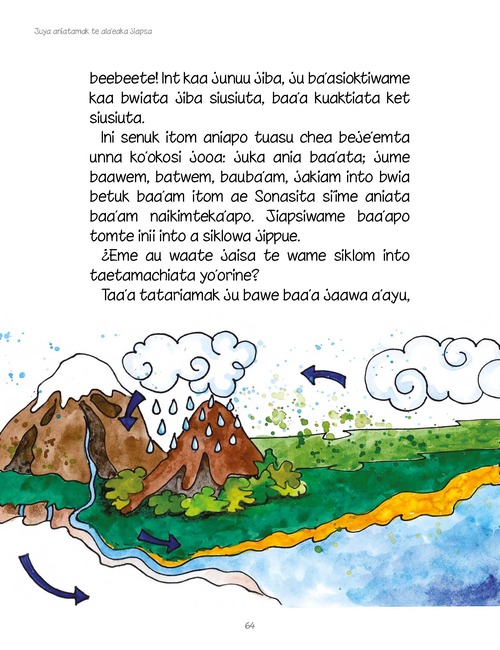 Juya aniatamak te ala'eaka jiapsa
beebeete! Int kaa junuu jiba, ju ba'asioktiwame
kaa bwiata jiba siusiuta, baa'a kuaktiata ket
siusiuta.
Ini senuk itom aniapo tuasu chea beje'emta
unna ko'okosi jooa: juka ania baa'ata; jume
baawem, batwem, bauba'am, jakiam into bwia
betuk baa'am itom ae Sonasita si'ime aniata
baa'am naikimteka'apo. Jiapsiwame baa'apo
tomte inii into a siklowa jippue.
¿Eme au waate jaisa te wame siklom into
taetamachiata yo'orine?
Taa'a tatariamak ju bawe baa'a jaawa a'ayu,
64